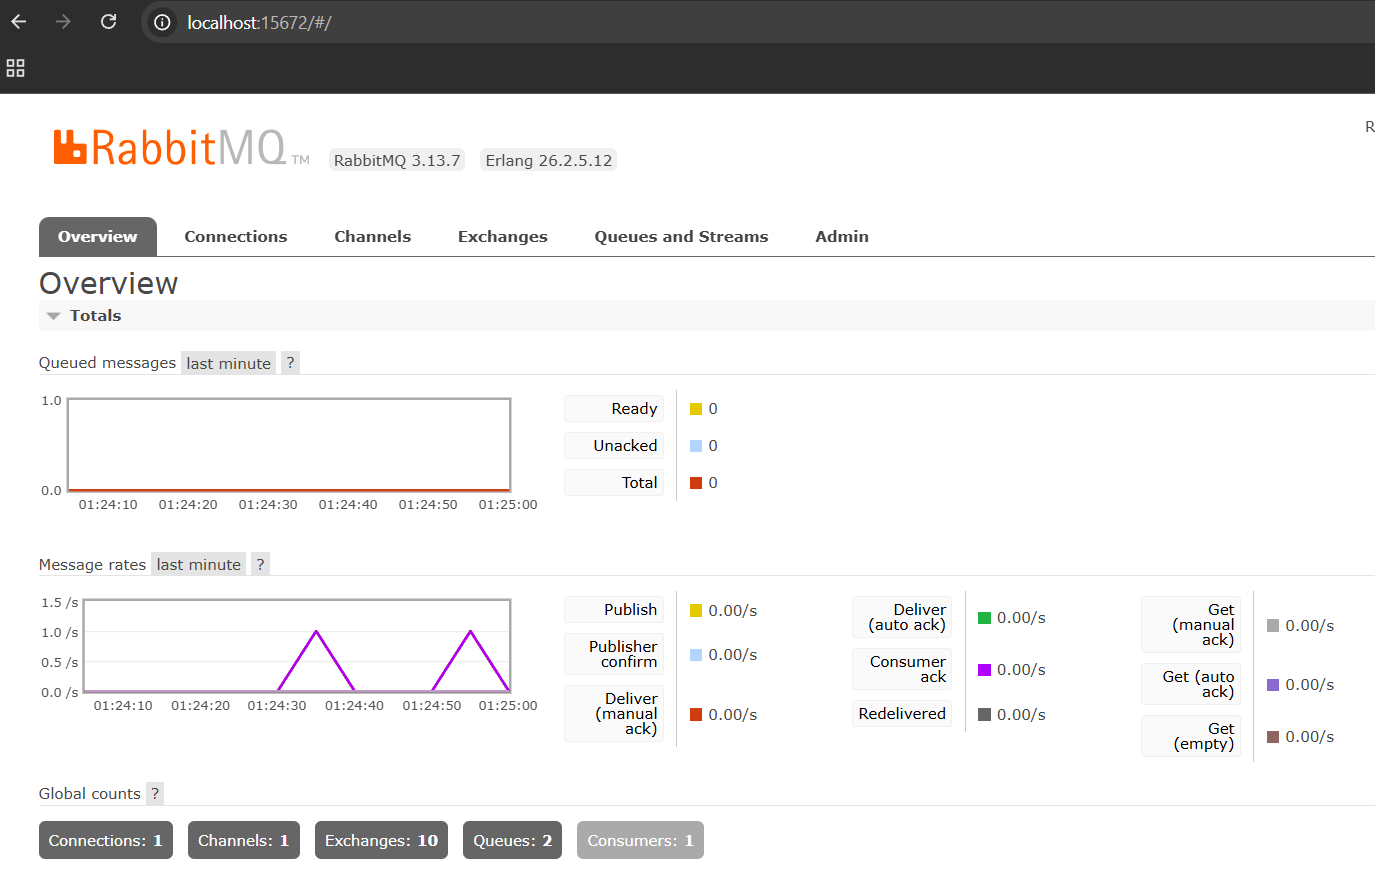 localhost:15672/#/
RabbitMQ TM RabbitMQ 3.13.7 Erlang 26.2.5.12
R
Overview Connections Channels Exchanges Queues and Streams Admin
Overview
Totals
Queued messages last minute ?
1.0
0.0
01:24:10 01:24:20 01:24:30 01:24:40 01:24:50 01:25:00
Ready 0
Unacked 0
Total 0
Message rates last minute ?
1.5 /s
1.0 /s
0.5 /s
0.0 /s
01:24:10 01:24:20 01:24:30 01:24:40 01:24:50 01:25:00
Publish 0.00/s
Publisher
confirm 0.00/s
Deliver
(manual
ack) 0.00/s
Deliver
(auto ack) 0.00/s
Consumer
ack 0.00/s
Redelivered 0.00/s
Get
(manual
ack) 0.00/s
Get (auto
ack) 0.00/s
Get
(empty) 0.00/s
Global counts ?
Connections: 1 Channels: 1 Exchanges: 10 Queues: 2 Consumers: 1